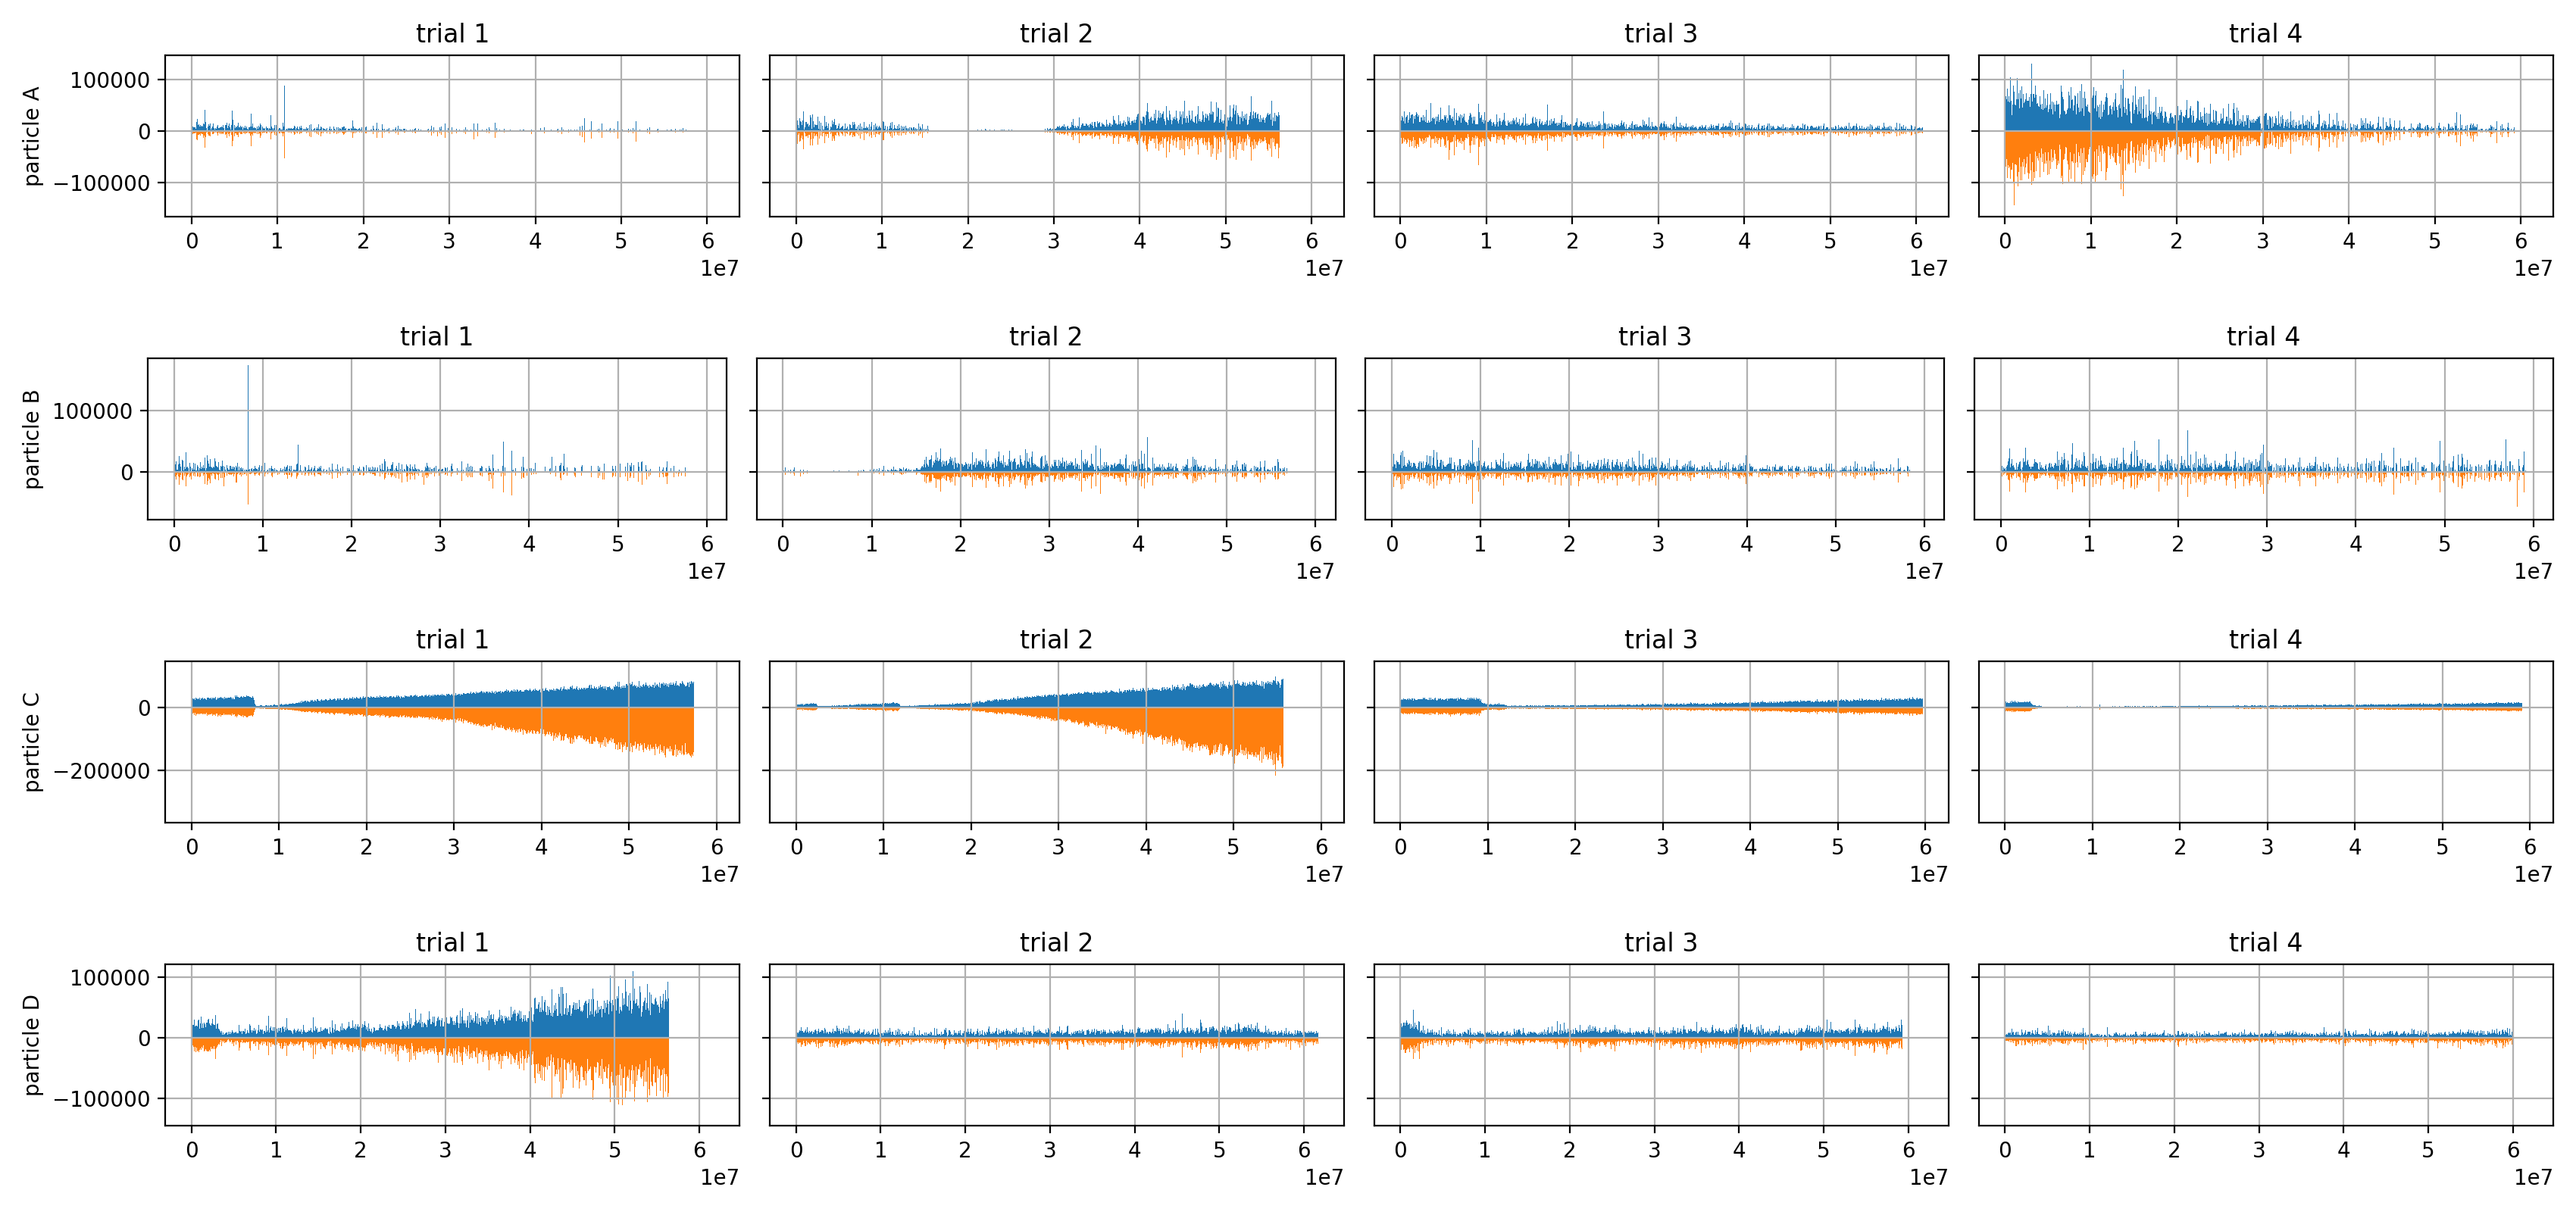 trial 1 trial 2 trial 3 trial 4
particle A
100000
0
−100000
0 1 2 3 4 5 6 0 1 2 3 4 5 6 0 1 2 3 4 5 6 0 1 2 3 4 5 6
1e7 1e7 1e7 1e7
trial 1 trial 2 trial 3 trial 4
particle B
100000
0
0 1 2 3 4 5 6 0 1 2 3 4 5 6 0 1 2 3 4 5 6 0 1 2 3 4 5 6
1e7 1e7 1e7 1e7
trial 1 trial 2 trial 3 trial 4
particle C
0
−200000
0 1 2 3 4 5 6 0 1 2 3 4 5 6 0 1 2 3 4 5 6 0 1 2 3 4 5 6
1e7 1e7 1e7 1e7
trial 1 trial 2 trial 3 trial 4
particle D
100000
0
−100000
0 1 2 3 4 5 6 0 1 2 3 4 5 6 0 1 2 3 4 5 6 0 1 2 3 4 5 6
1e7 1e7 1e7 1e7